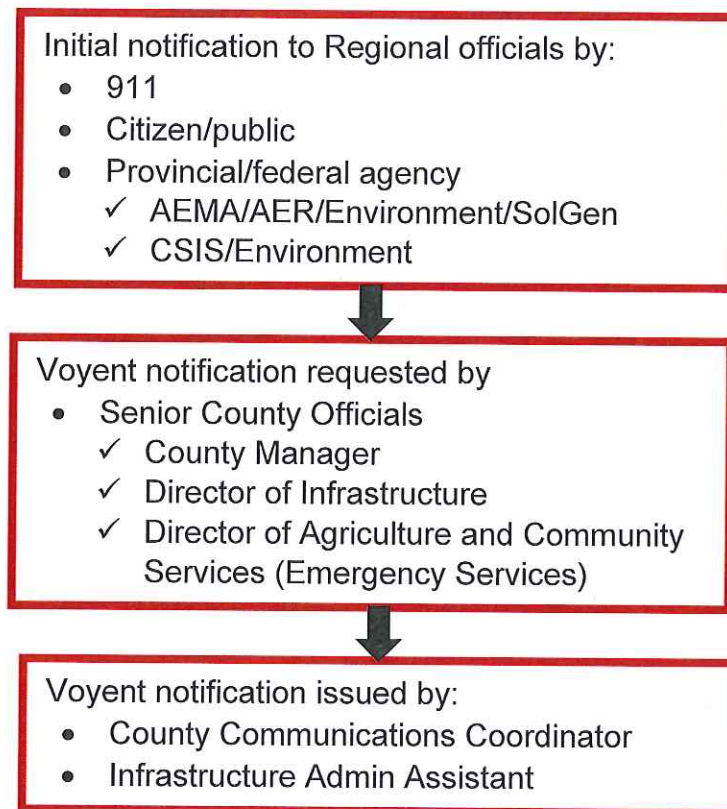 Initial notification to Regional officials by:
• 911
• Citizen/public
• Provincial/federal agency
✓ AEMA/AER/Environment/SolGen
✓ CSIS/Environment
Voyent notification requested by
• Senior County Officials
✓ County Manager
✓ Director of Infrastructure
✓ Director of Agriculture and Community
Services (Emergency Services)
Voyent notification issued by:
• County Communications Coordinator
• Infrastructure Admin Assistant